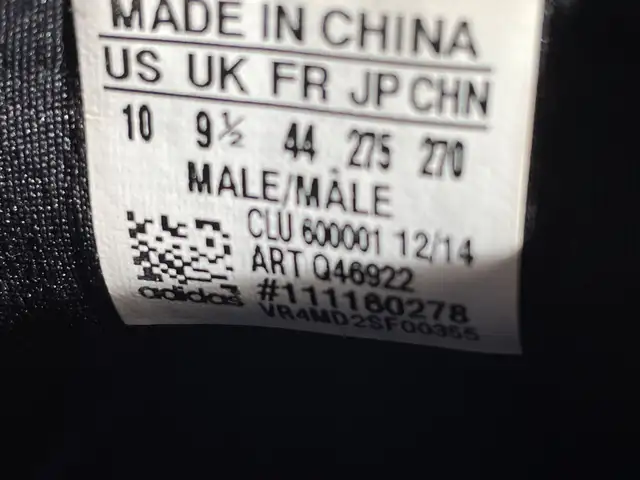 MADE IN CHINA
US UK FR JP CHN
10 9½ 44 275 270
MALE/MÂLE
CLU 600001 12/14
ART Q46922
#111160278
VR4MD2SF00355
adidas